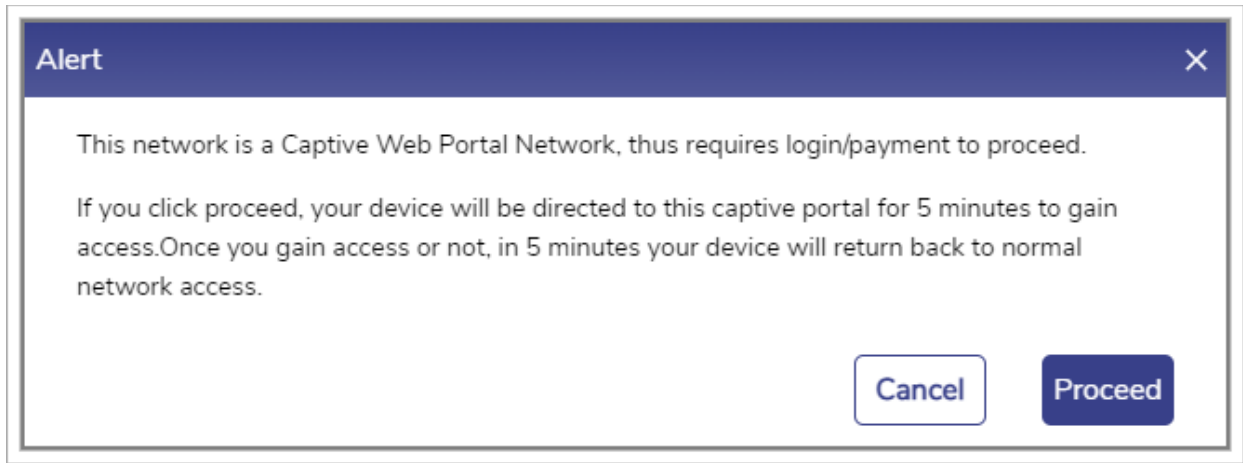 Alert
This network is a Captive Web Portal Network, thus requires login/payment to proceed.
If you click proceed, your device will be directed to this captive portal for 5 minutes to gain
access.Once you gain access or not, in 5 minutes your device will return back to normal
network access.
Cancel
Proceed